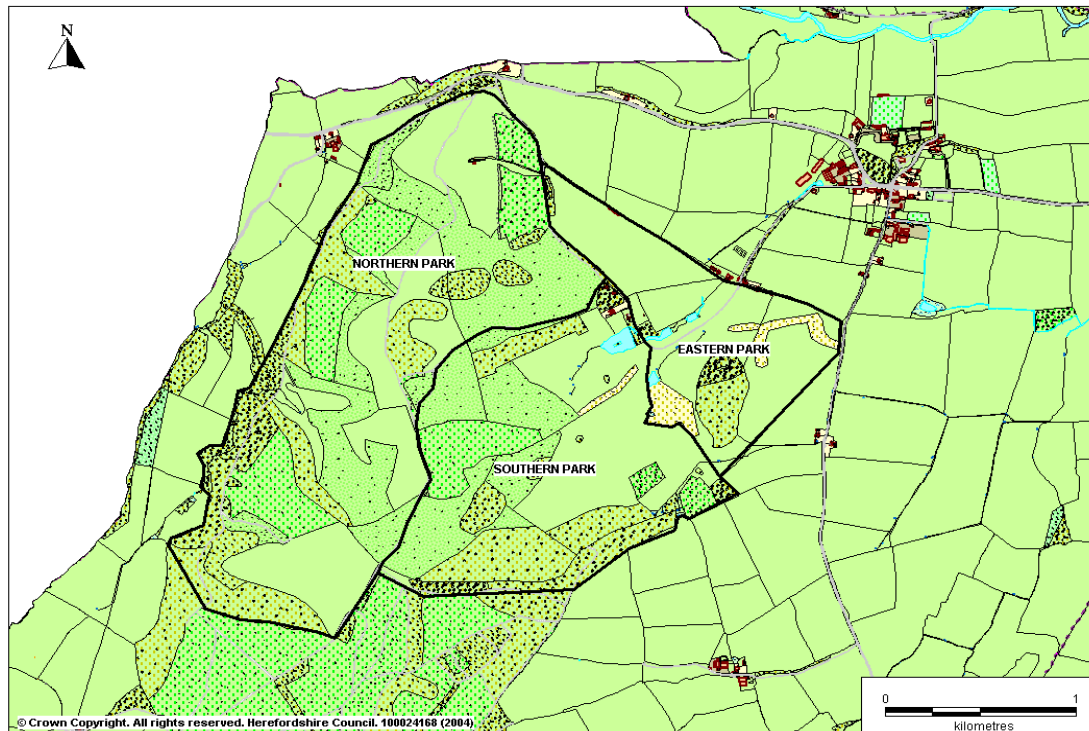 N
NORTHERN PARK
EASTERN PARK
SOUTHERN PARK
0 1
kilometres
© Crown Copyright. All rights reserved. Herefordshire Council. 100024168 (2004)